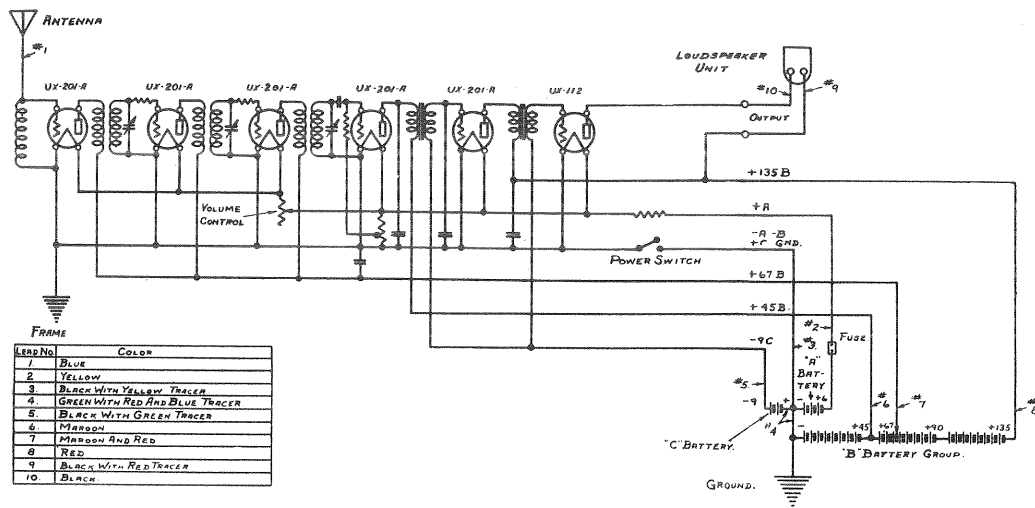 ANTENNA
#1
UX-201-A UX-201-A UX-201-A UX-201-A UX-201-A UX-112
LOUDSPEAKER
UNIT
#10
#9
OUTPUT
+135 B
VOLUME
CONTROL
+A
-A -B
+C GND.
POWER SWITCH
+67 B
+45 B
#2
FUSE
-9C
#3.
"A"
BAT-
TERY
#5.
#6
#7
#8
-9 + - +6
#4
"C" BATTERY.
- +45 +67 +90 +135
"B" BATTERY GROUP.
GROUND.
FRAME
LEAD NO. COLOR
1. BLUE
2 YELLOW
3. BLACK WITH YELLOW TRACER
4. GREEN WITH RED AND BLUE TRACER
5. BLACK WITH GREEN TRACER
6. MAROON
7 MAROON AND RED
8 RED
9 BLACK WITH RED TRACER
10. BLACK